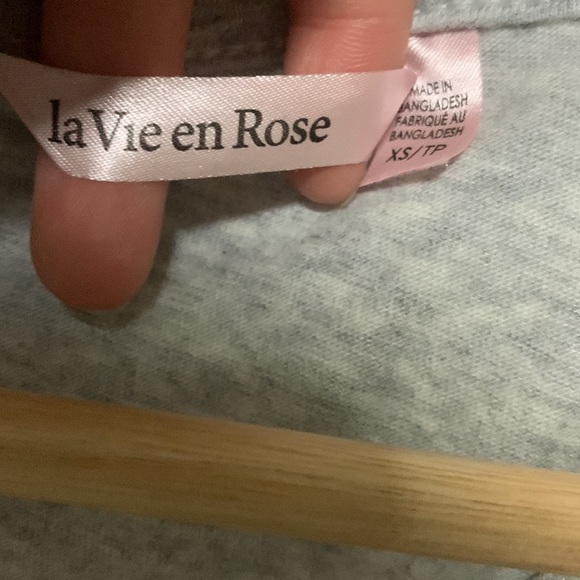 la Vie en Rose
MADE IN
BANGLADESH
FABRIQUÉ AU
BANGLADESH
XS/TP